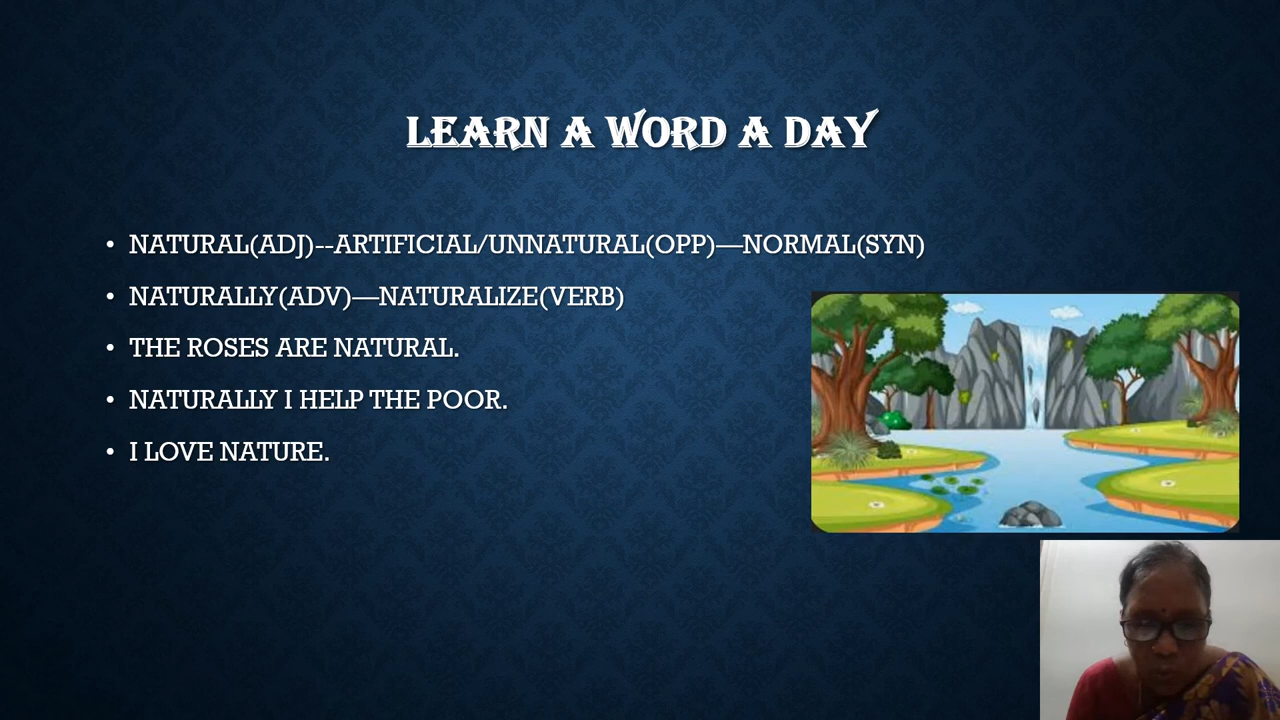 LEARN A WORD A DAY
• NATURAL(ADJ)--ARTIFICIAL/UNNATURAL(OPP)—NORMAL(SYN)
• NATURALLY(ADV)—NATURALIZE(VERB)
• THE ROSES ARE NATURAL.
• NATURALLY I HELP THE POOR.
• I LOVE NATURE.